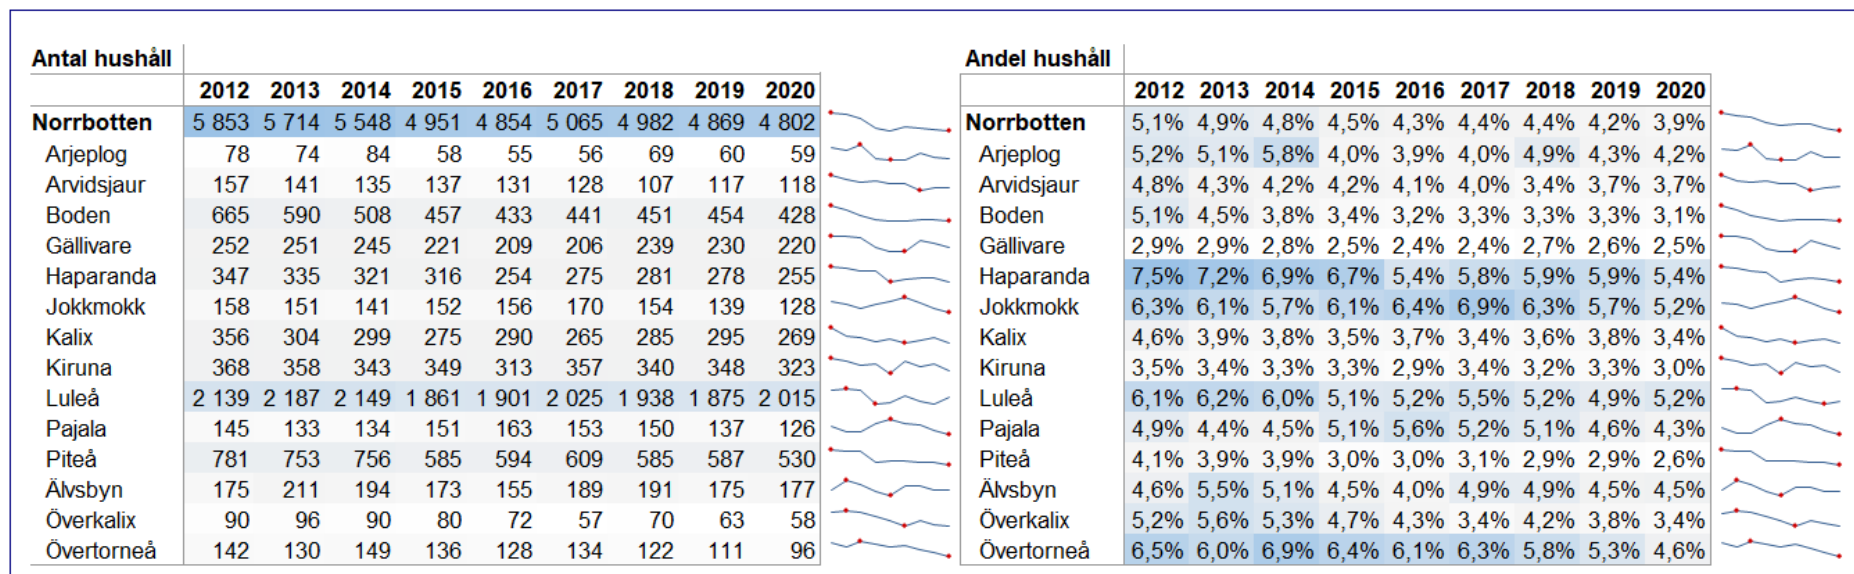 Antal hushåll Andel hushåll
2012 2013 2014 2015 2016 2017 2018 2019 2020 2012 2013 2014 2015 2016 2017 2018 2019 2020
Norrbotten 5 853 5 714 5 548 4 951 4 854 5 065 4 982 4 869 4 802 Norrbotten 5,1% 4,9% 4,8% 4,5% 4,3% 4,4% 4,4% 4,2% 3,9%
Arjeplog 78 74 84 58 55 56 69 60 59 Arjeplog 5,2% 5,1% 5,8% 4,0% 3,9% 4,0% 4,9% 4,3% 4,2%
Arvidsjaur 157 141 135 137 131 128 107 117 118 Arvidsjaur 4,8% 4,3% 4,2% 4,2% 4,1% 4,0% 3,4% 3,7% 3,7%
Boden 665 590 508 457 433 441 451 454 428 Boden 5,1% 4,5% 3,8% 3,4% 3,2% 3,3% 3,3% 3,3% 3,1%
Gällivare 252 251 245 221 209 206 239 230 220 Gällivare 2,9% 2,9% 2,8% 2,5% 2,4% 2,4% 2,7% 2,6% 2,5%
Haparanda 347 335 321 316 254 275 281 278 255 Haparanda 7,5% 7,2% 6,9% 6,7% 5,4% 5,8% 5,9% 5,9% 5,4%
Jokkmokk 158 151 141 152 156 170 154 139 128 Jokkmokk 6,3% 6,1% 5,7% 6,1% 6,4% 6,9% 6,3% 5,7% 5,2%
Kalix 356 304 299 275 290 265 285 295 269 Kalix 4,6% 3,9% 3,8% 3,5% 3,7% 3,4% 3,6% 3,8% 3,4%
Kiruna 368 358 343 349 313 357 340 348 323 Kiruna 3,5% 3,4% 3,3% 3,3% 2,9% 3,4% 3,2% 3,3% 3,0%
Luleå 2 139 2 187 2 149 1 861 1 901 2 025 1 938 1 875 2 015 Luleå 6,1% 6,2% 6,0% 5,1% 5,2% 5,5% 5,2% 4,9% 5,2%
Pajala 145 133 134 151 163 153 150 137 126 Pajala 4,9% 4,4% 4,5% 5,1% 5,6% 5,2% 5,1% 4,6% 4,3%
Piteå 781 753 756 585 594 609 585 587 530 Piteå 4,1% 3,9% 3,9% 3,0% 3,0% 3,1% 2,9% 2,9% 2,6%
Älvsbyn 175 211 194 173 155 189 191 175 177 Älvsbyn 4,6% 5,5% 5,1% 4,5% 4,0% 4,9% 4,9% 4,5% 4,5%
Överkalix 90 96 90 80 72 57 70 63 58 Överkalix 5,2% 5,6% 5,3% 4,7% 4,3% 3,4% 4,2% 3,8% 3,4%
Övertorneå 142 130 149 136 128 134 122 111 96 Övertorneå 6,5% 6,0% 6,9% 6,4% 6,1% 6,3% 5,8% 5,3% 4,6%